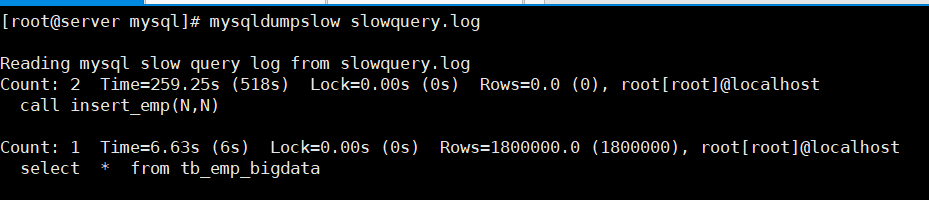 [root@server mysql]# mysqldumpslow slowquery.log
Reading mysql slow query log from slowquery.log
Count: 2  Time=259.25s (518s)  Lock=0.00s (0s)  Rows=0.0 (0), root[root]@localhost
  call insert_emp(N,N)
Count: 1  Time=6.63s (6s)  Lock=0.00s (0s)  Rows=1800000.0 (1800000), root[root]@localhost
  select  *  from tb_emp_bigdata